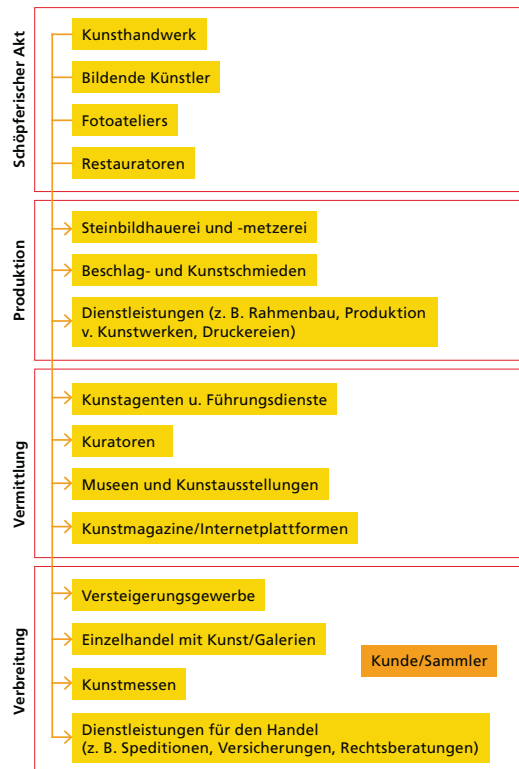 Schöpferischer Akt
Kunsthandwerk
Bildende Künstler
Fotoateliers
Restauratoren
Produktion
Steinbildhauerei und -metzerei
Beschlag- und Kunstschmieden
Dienstleistungen (z. B. Rahmenbau, Produktion
v. Kunstwerken, Druckereien)
Vermittlung
Kunstagenten u. Führungsdienste
Kuratoren
Museen und Kunstausstellungen
Kunstmagazine/Internetplattformen
Verbreitung
Versteigerungsgewerbe
Einzelhandel mit Kunst/Galerien
Kunde/Sammler
Kunstmessen
Dienstleistungen für den Handel
(z. B. Speditionen, Versicherungen, Rechtsberatungen)